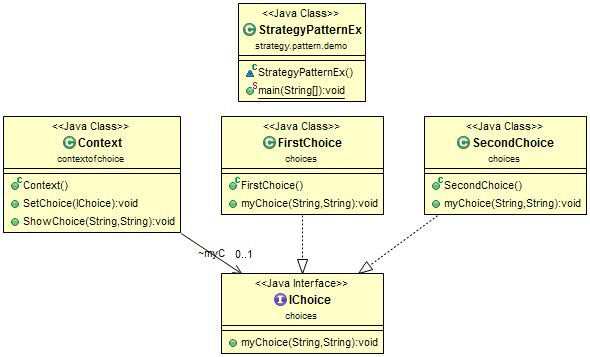 <<Java Class>>
StrategyPatternEx
strategy.pattern.demo
StrategyPatternEx()
main(String[]):void
<<Java Class>>
Context
contextofchoice
Context()
SetChoice(IChoice):void
ShowChoice(String,String):void
<<Java Class>>
FirstChoice
choices
FirstChoice()
myChoice(String,String):void
<<Java Class>>
SecondChoice
choices
SecondChoice()
myChoice(String,String):void
~myC 0..1
<<Java Interface>>
IChoice
choices
myChoice(String,String):void